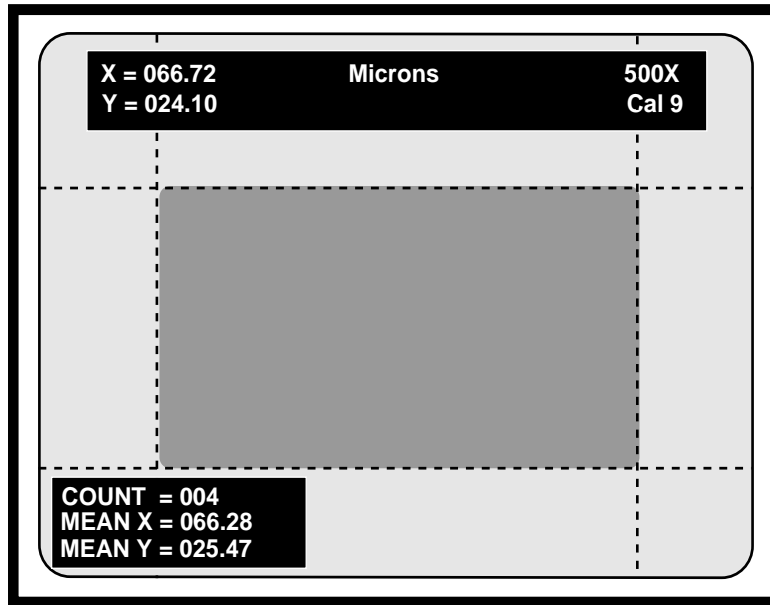 X = 066.72 Microns 500X
Y = 024.10 Cal 9
COUNT = 004
MEAN X = 066.28
MEAN Y = 025.47